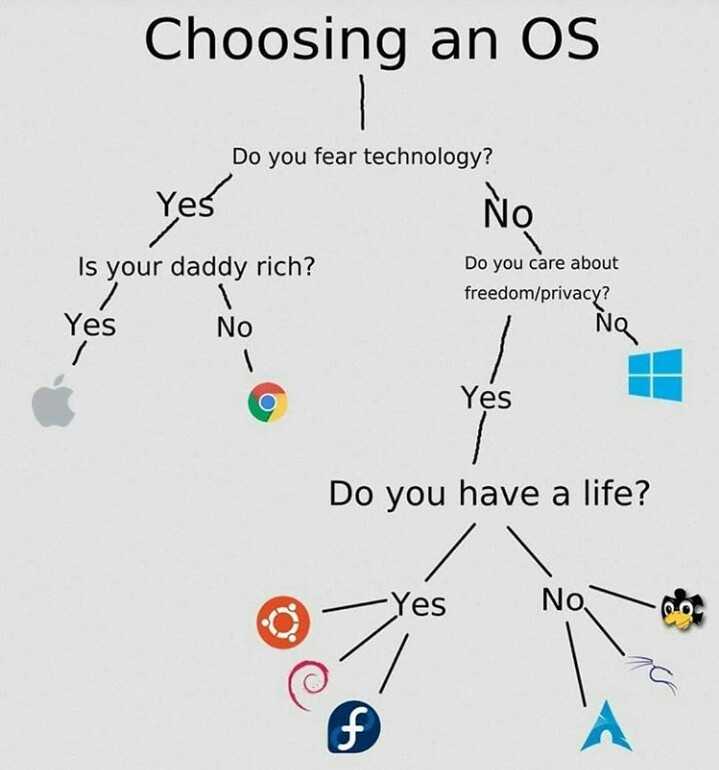 Choosing an OS
Do you fear technology?
Yes
No
Is your daddy rich?
Do you care about
freedom/privacy?
Yes
No
No
Yes
Do you have a life?
Yes
No